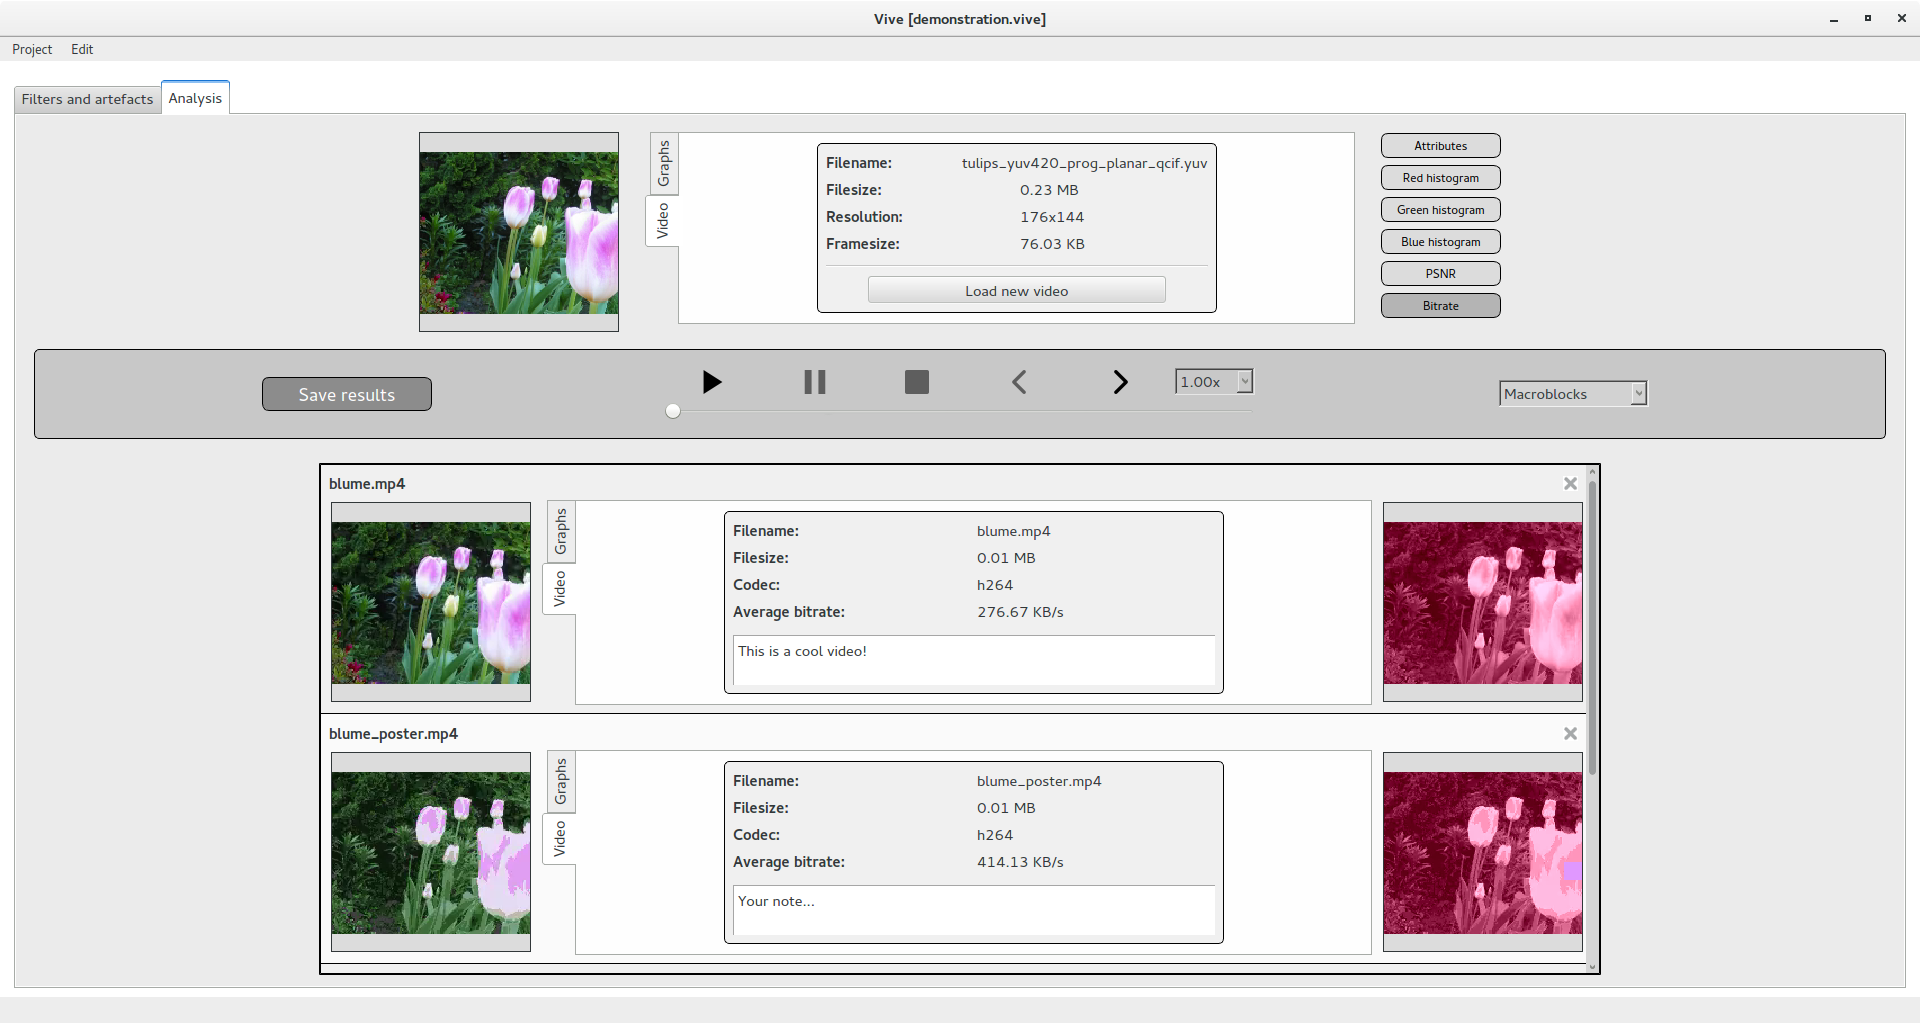 Vive [demonstration.vive]
Project Edit
Filters and artefacts Analysis
Graphs
Video
Filename: tulips_yuv420_prog_planar_qcif.yuv
Filesize: 0.23 MB
Resolution: 176x144
Framesize: 76.03 KB
Load new video
Attributes
Red histogram
Green histogram
Blue histogram
PSNR
Bitrate
Save results
1.00x
Macroblocks
blume.mp4
Graphs
Video
Filename: blume.mp4
Filesize: 0.01 MB
Codec: h264
Average bitrate: 276.67 KB/s
This is a cool video!
blume_poster.mp4
Graphs
Video
Filename: blume_poster.mp4
Filesize: 0.01 MB
Codec: h264
Average bitrate: 414.13 KB/s
Your note...